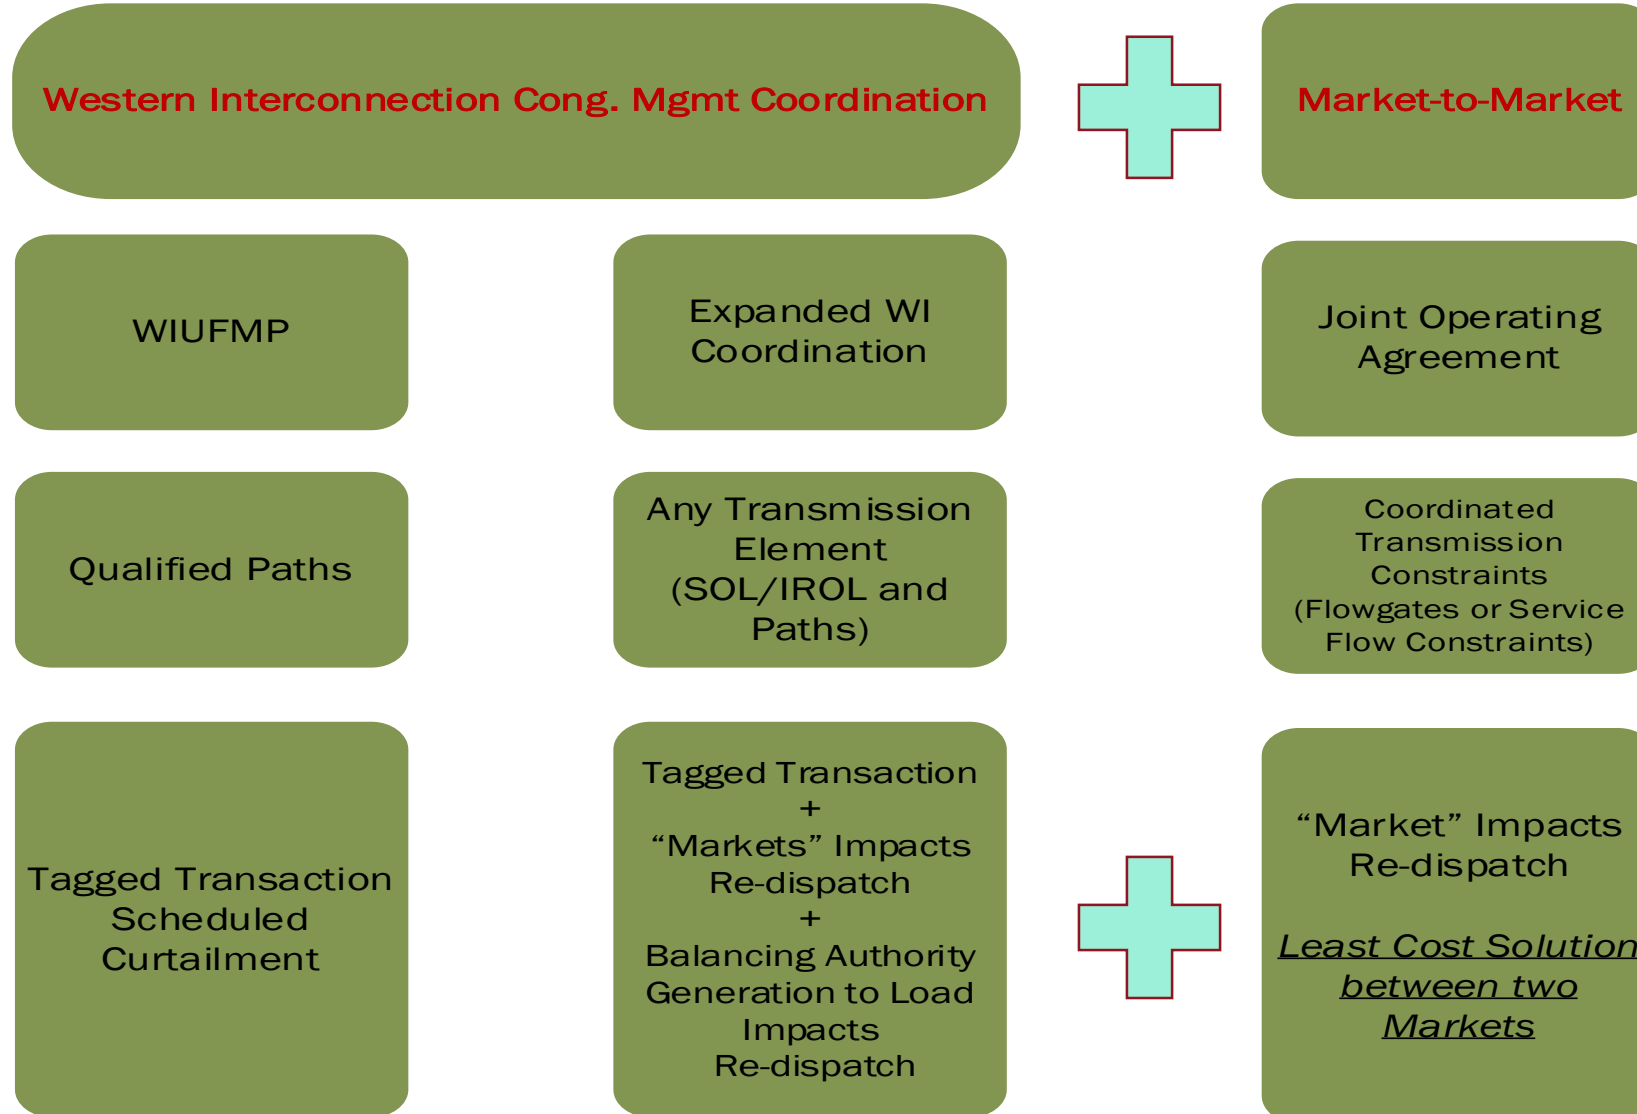 Western Interconnection Cong. Mgmt Coordination
Market-to-Market
WIUFMP
Expanded WI
Coordination
Joint Operating
Agreement
Qualified Paths
Any Transmission
Element
(SOL/IROL and
Paths)
Coordinated
Transmission
Constraints
(Flowgates or Service
Flow Constraints)
Tagged Transaction
Scheduled
Curtailment
Tagged Transaction
+
“Markets” Impacts
Re-dispatch
+
Balancing Authority
Generation to Load
Impacts
Re-dispatch
“Market” Impacts
Re-dispatch
Least Cost Solution
between two
Markets